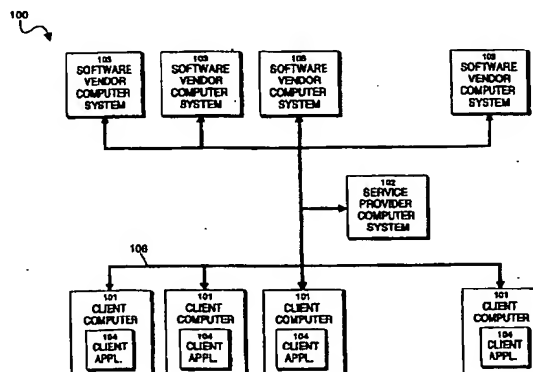 100
103 103 103 103
SOFTWARE SOFTWARE SOFTWARE SOFTWARE
VENDOR VENDOR VENDOR VENDOR
COMPUTER COMPUTER COMPUTER COMPUTER
SYSTEM SYSTEM SYSTEM SYSTEM
102
SERVICE
PROVIDER
COMPUTER
SYSTEM
106
101 101 101 101
CLIENT CLIENT CLIENT CLIENT
COMPUTER COMPUTER COMPUTER COMPUTER
104 104 104 104
CLIENT CLIENT CLIENT CLIENT
APPL. APPL. APPL. APPL.